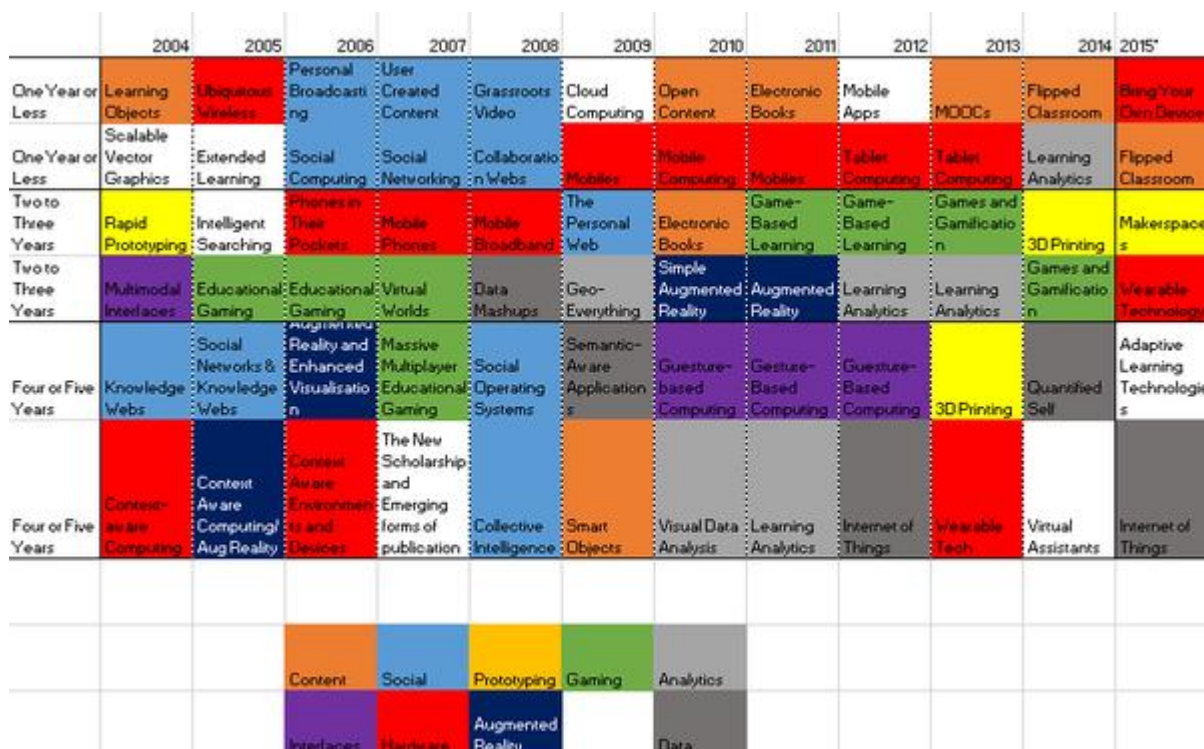 2004 2005 2006 2007 2008 2009 2010 2011 2012 2013 2014 2015*
One Year or Less
Learning Objects
Ubiquitous Wireless
Personal Broadcasti ng
User Created Content
Grassroots Video
Cloud Computing
Open Content
Electronic Books
Mobile Apps
MOOCs
Flipped Classroom
Bring Your Own Device
One Year or Less
Scalable Vector Graphics
Extended Learning
Social Computing
Social Networking
Collaboratio n Webs
Mobiles
Mobile Computing
Mobiles
Tablet Computing
Tablet Computing
Learning Analytics
Flipped Classroom
Two to Three Years
Rapid Prototyping
Intelligent Searching
Phones in Their Pockets
Mobile Phones
Mobile Broadband
The Personal Web
Electronic Books
Game-Based Learning
Game-Based Learning
Games and Gamificatio n
3D Printing
Makerspace s
Two to Three Years
Multimodal Interfaces
Educational Gaming
Educational Gaming
Virtual Worlds
Data Mashups
Geo-Everything
Simple Augmented Reality
Augmented Reality
Learning Analytics
Learning Analytics
Games and Gamificatio n
Wearable Technology
Four or Five Years
Knowledge Webs
Social Networks & Knowledge Webs
Augmented Reality and Enhanced Visualisatio n
Massive Multiplayer Educational Gaming
Social Operating Systems
Semantic-Aware Application s
Guesture-based Computing
Gesture-Based Computing
Guesture-Based Computing
3D Printing
Quantified Self
Adaptive Learning Technologie s
Four or Five Years
Context-aware Computing
Context Aware Computing/ Aug Reality
Context Aware Environmen ts and Devices
The New Scholarship and Emerging forms of publication
Collective Intelligence
Smart Objects
Visual Data Analysis
Learning Analytics
Internet of Things
Wearable Tech
Virtual Assistants
Internet of Things
Content Social Prototyping Gaming Analytics
Interfaces Hardware Augmented Reality Data